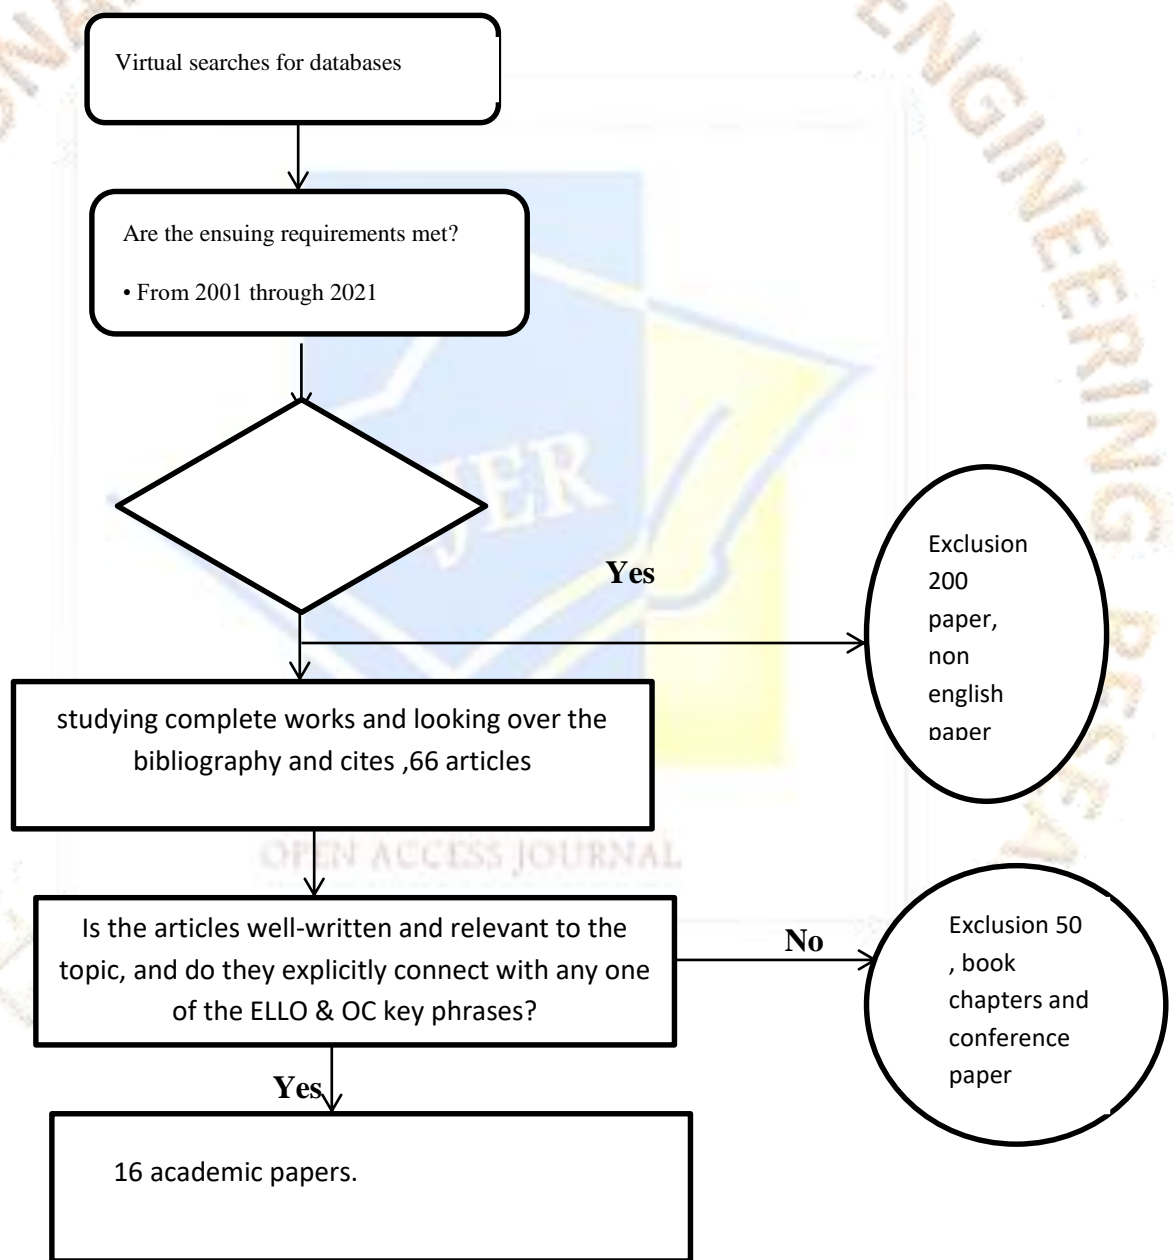 Virtual searches for databases
Are the ensuing requirements met?
• From 2001 through 2021
Yes
Exclusion
200
paper,
non
english
paper
studying complete works and looking over the
bibliography and cites ,66 articles
Is the articles well-written and relevant to the
topic, and do they explicitly connect with any one
of the ELLO & OC key phrases?
No
Exclusion 50
, book
chapters and
conference
paper
Yes
16 academic papers.
IJER
OPEN ACCESS JOURNAL
ENGINEERING